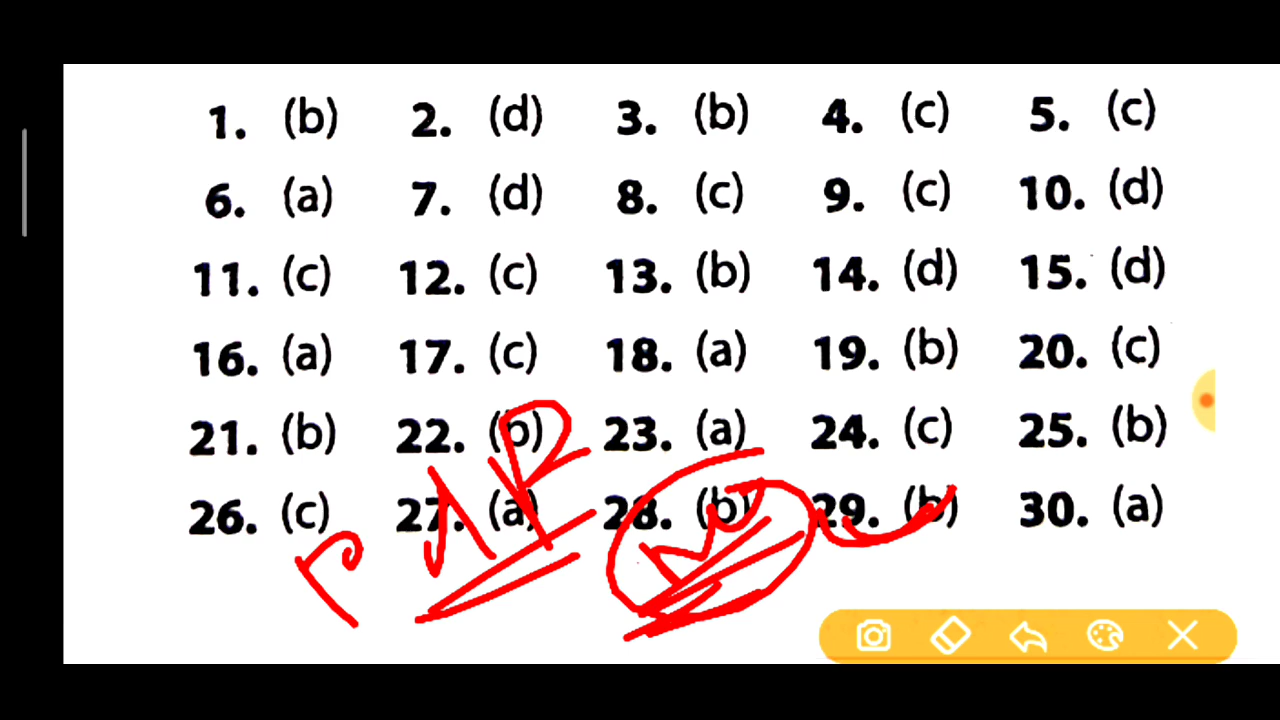 1. (b) 2. (d) 3. (b) 4. (c) 5. (c)
6. (a) 7. (d) 8. (c) 9. (c) 10. (d)
11. (c) 12. (c) 13. (b) 14. (d) 15. (d)
16. (a) 17. (c) 18. (a) 19. (b) 20. (c)
21. (b) 22. (b) 23. (a) 24. (c) 25. (b)
26. (c) 27. (a) 28. (b) 29. (b) 30. (a)